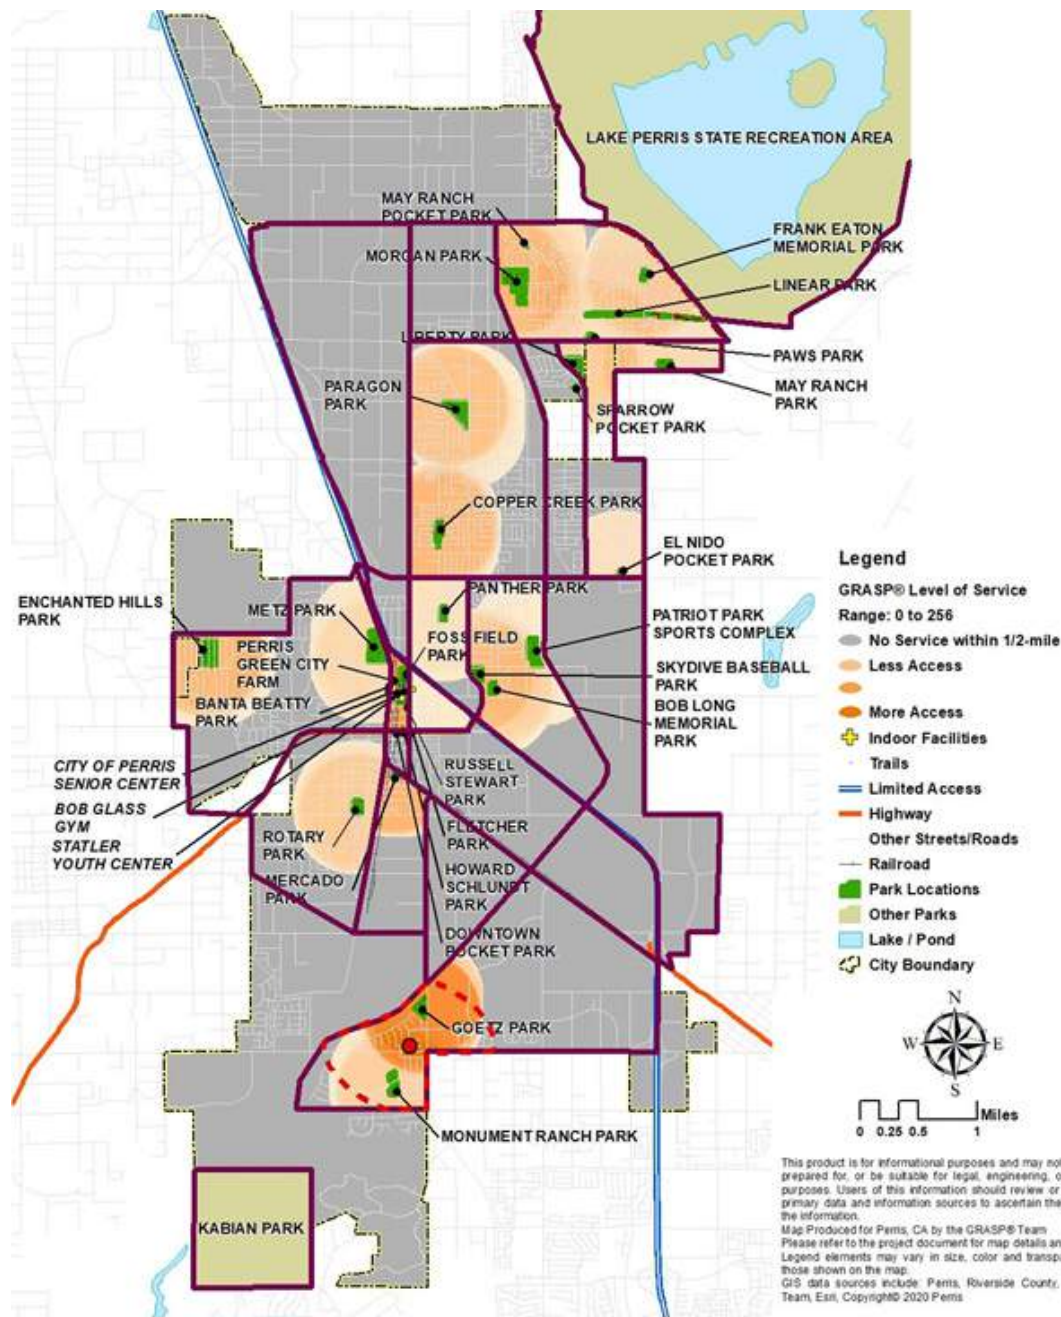 LAKE PERRIS STATE RECREATION AREA
MAY RANCH
POCKET PARK
FRANK EATON
MEMORIAL PARK
MORGAN PARK
LINEAR PARK
LIBERTY PARK
PAWS PARK
PARAGON
PARK
MAY RANCH
PARK
SPARROW
POCKET PARK
COPPER CREEK PARK
EL NIDO
POCKET PARK
PANTHER PARK
ENCHANTED HILLS
PARK
METZ PARK
PATRIOT PARK
SPORTS COMPLEX
FOSS FIELD
PARK
PERRIS
GREEN CITY
FARM
SKYDIVE BASEBALL
PARK
BANTA BEATTY
PARK
BOB LONG
MEMORIAL
PARK
CITY OF PERRIS
SENIOR CENTER
RUSSELL
STEWART
PARK
BOB GLASS
GYM
STATLER
YOUTH CENTER
FLETCHER
PARK
ROTARY
PARK
HOWARD
SCHLUNDT
PARK
MERCADO
PARK
DOWNTOWN
POCKET PARK
GOETZ PARK
MONUMENT RANCH PARK
KABIAN PARK
Legend
GRASP® Level of Service
Range: 0 to 256
No Service within 1/2-mile
Less Access
More Access
Indoor Facilities
Trails
Limited Access
Highway
Other Streets/Roads
Railroad
Park Locations
Other Parks
Lake / Pond
City Boundary
N
W E
S
Miles
0 0.25 0.5 1
This product is for informational purposes and may not
prepared for, or be suitable for legal, engineering, o
purposes. Users of this information should review or
primary data and information sources to ascertain the
the information.
Map Produced for Perris, CA by the GRASP® Team
Please refer to the project document for map details an
Legend elements may vary in size, color and transp
those shown on the map.
GIS data sources include: Perris, Riverside County,
Team, Esri, Copyright© 2020 Perris